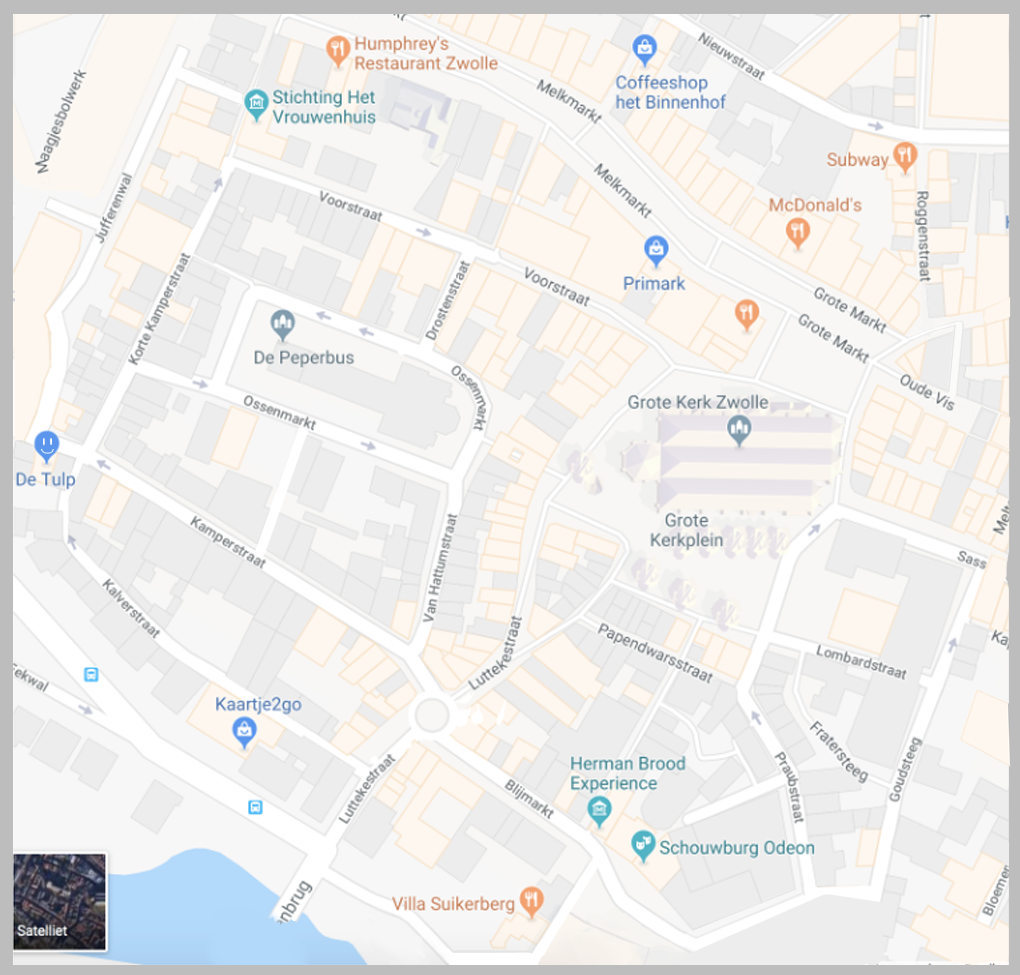 Humphrey's
Restaurant Zwolle
Nieuwstraat
Coffeeshop
het Binnenhof
Melkmarkt
Naagjesbolwerk
Stichting Het
Vrouwenhuis
Subway
Melkmarkt
McDonald's
Jufferenwal
Voorstraat
Roggenstraat
Primark
Voorstraat
Korte Kamperstraat
Drostenstraat
Grote Markt
Grote Markt
De Peperbus
Ossenmarkt
Oude Vis
Grote Kerk Zwolle
Ossenmarkt
De Tulp
Grote
Kerkplein
Kamperstraat
Van Hattumstraat
Sass
Kalverstraat
Luttekestraat
Papendwarsstraat
Lombardstraat
Kaartje2go
Fratersteeg
Goudsteeg
Herman Brood
Experience
Praubstraat
Luttekestraat
Blijmarkt
Schouwburg Odeon
Villa Suikerberg
nbrug
Bloemer
Satelliet